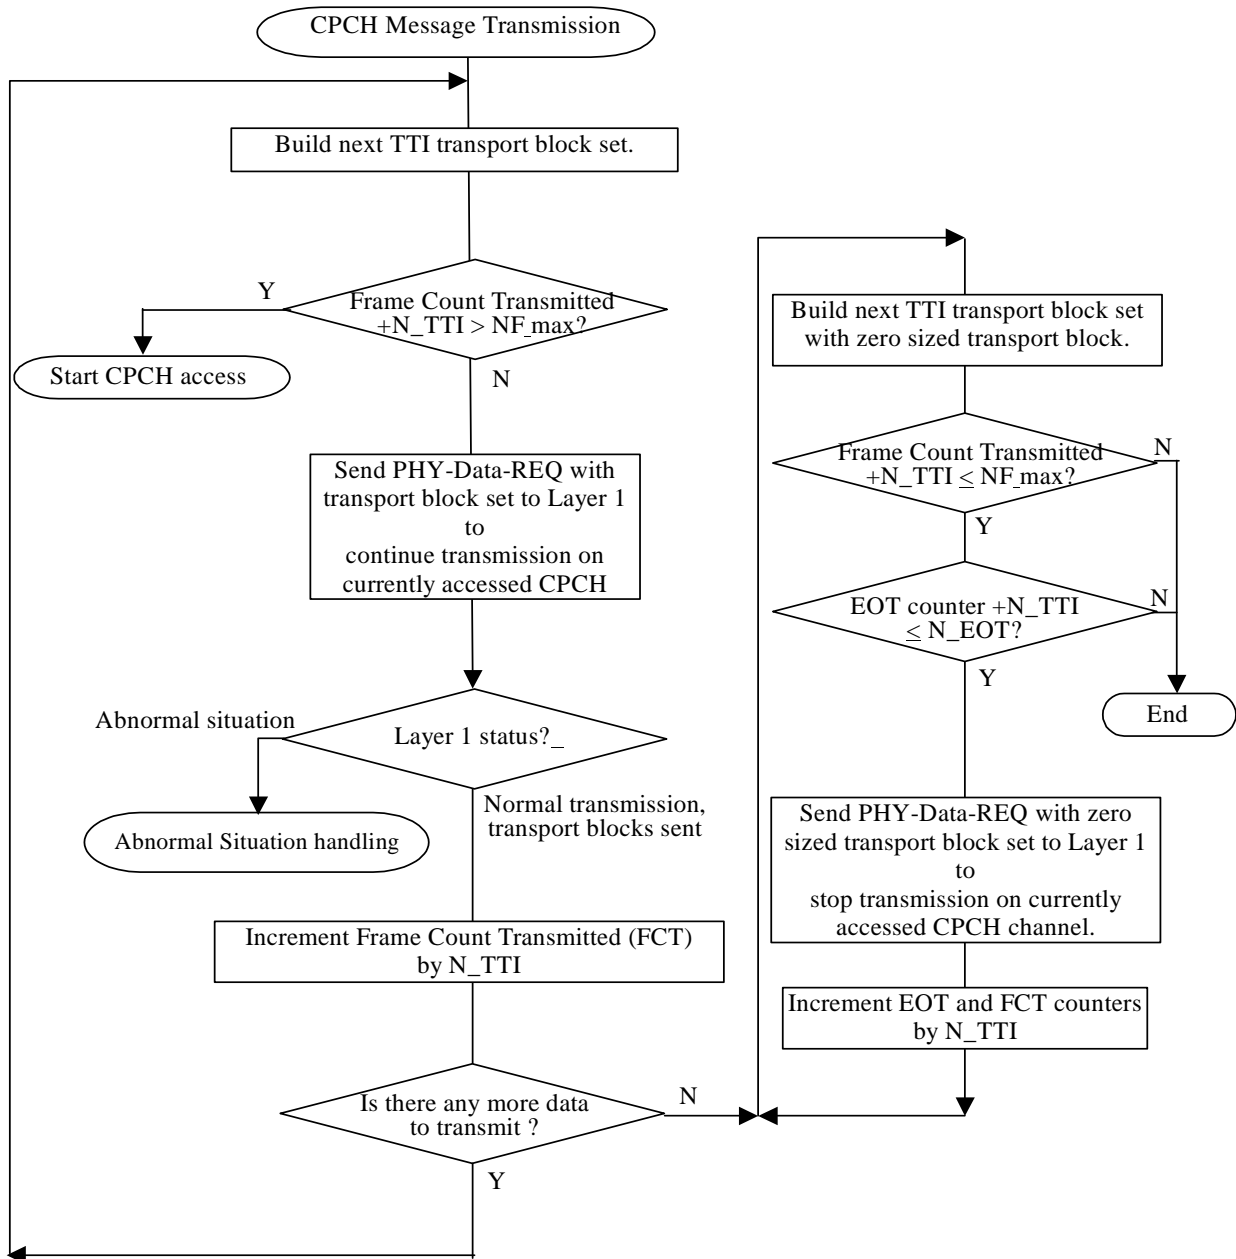 CPCH Message Transmission
Build next TTI transport block set.
Y
Frame Count Transmitted
+N_TTI > NF_max?
Start CPCH access
N
Send PHY-Data-REQ with
transport block set to Layer 1
to
continue transmission on
currently accessed CPCH
Abnormal situation
Layer 1 status?_
Normal transmission,
transport blocks sent
Abnormal Situation handling
Increment Frame Count Transmitted (FCT)
by N_TTI
Is there any more data
to transmit ?
N
Y
Build next TTI transport block set
with zero sized transport block.
Frame Count Transmitted
+N_TTI ≤ NF_max?
N
Y
EOT counter +N_TTI
≤ N_EOT?
N
Y
End
Send PHY-Data-REQ with zero
sized transport block set to Layer 1
to
stop transmission on currently
accessed CPCH channel.
Increment EOT and FCT counters
by N_TTI